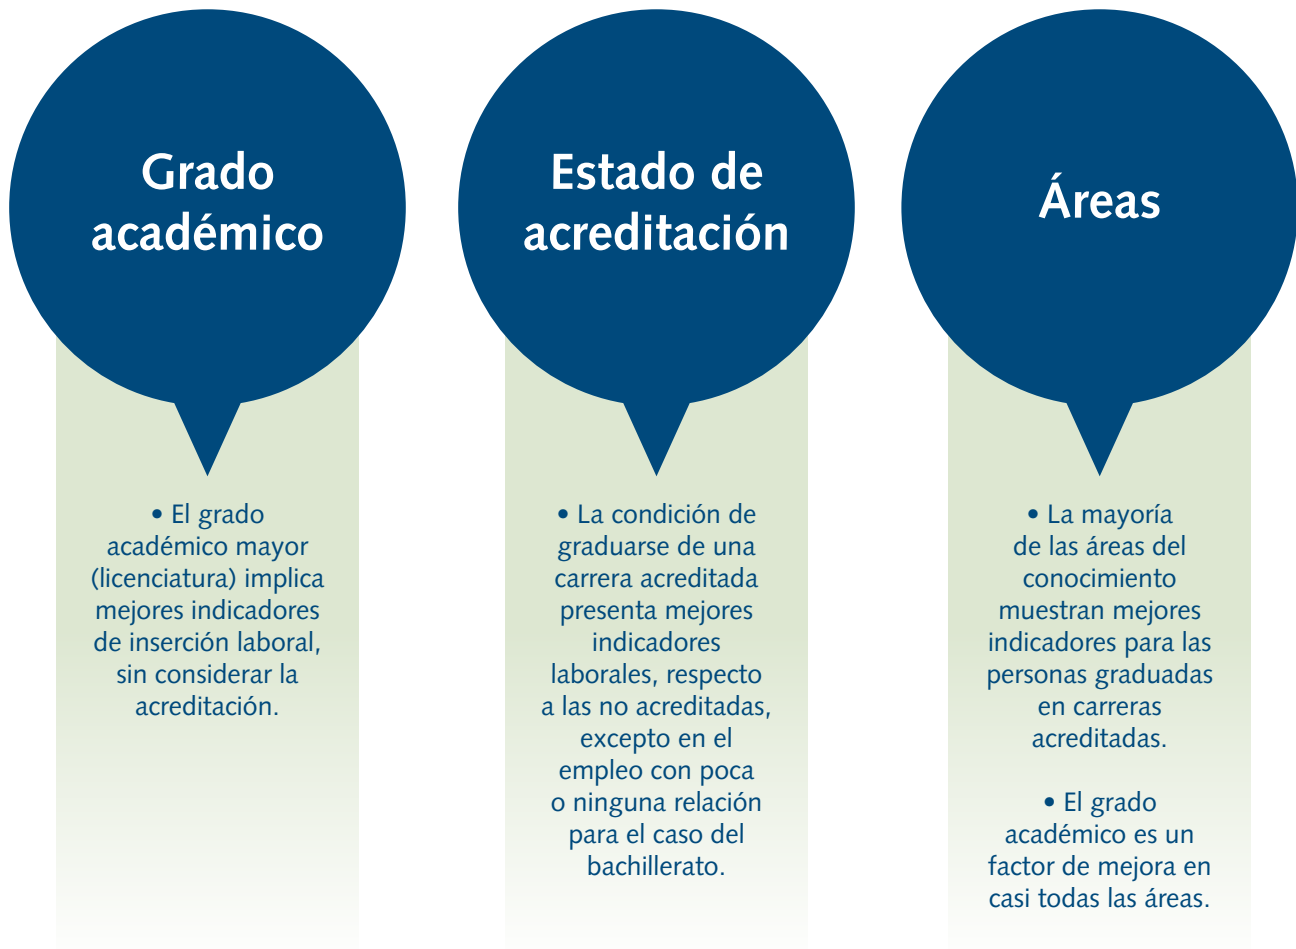 Grado
académico
• El grado
académico mayor
(licenciatura) implica
mejores indicadores
de inserción laboral,
sin considerar la
acreditación.
Estado de
acreditación
• La condición de
graduarse de una
carrera acreditada
presenta mejores
indicadores
laborales, respecto
a las no acreditadas,
excepto en el
empleo con poca
o ninguna relación
para el caso del
bachillerato.
Áreas
• La mayoría
de las áreas del
conocimiento
muestran mejores
indicadores para las
personas graduadas
en carreras
acreditadas.
• El grado
académico es un
factor de mejora en
casi todas las áreas.